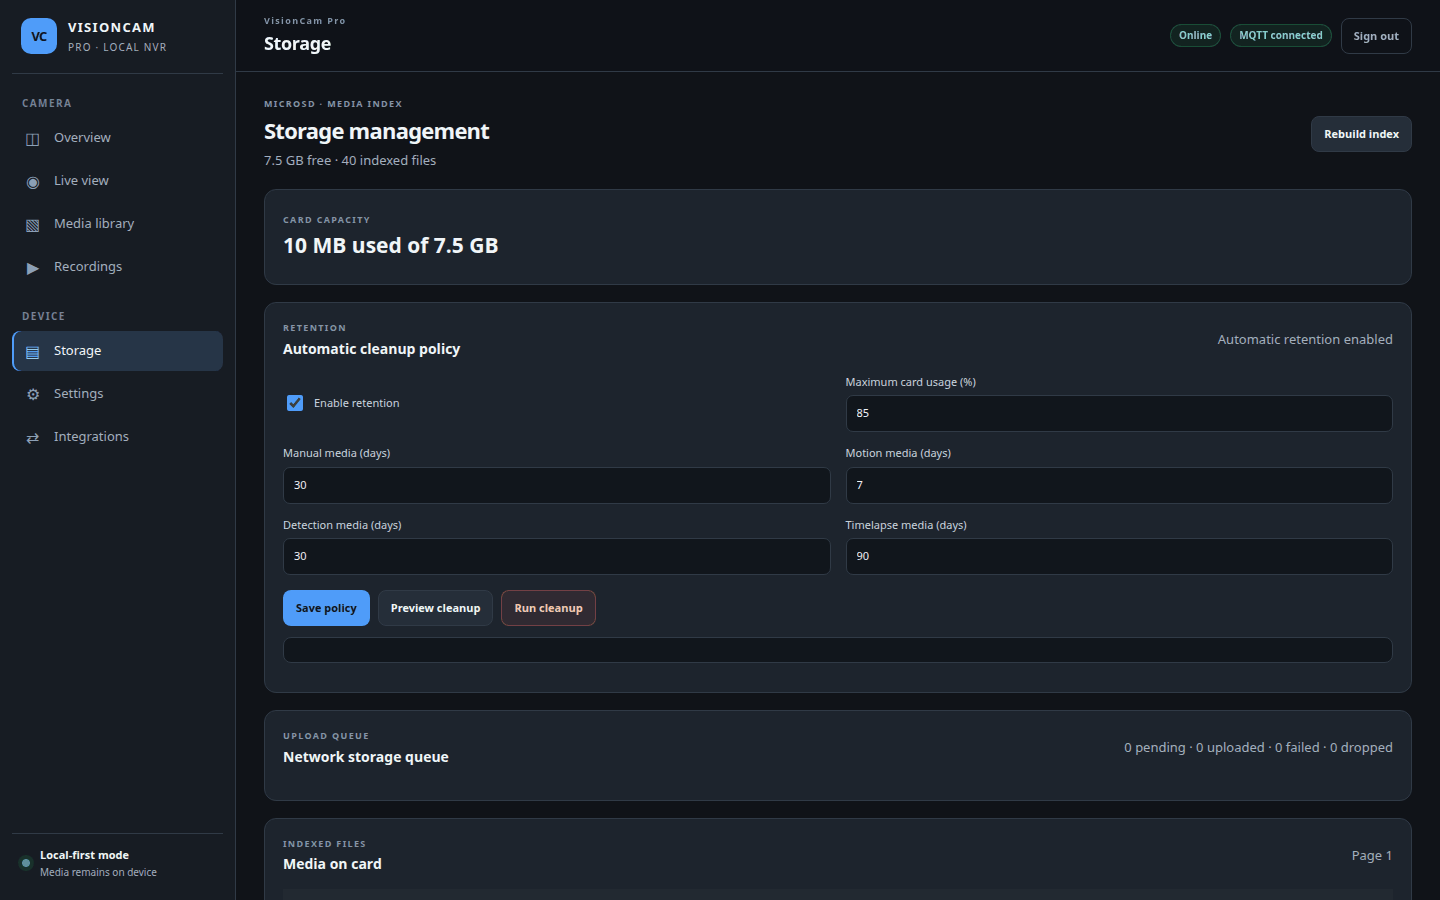 VC
VISIONCAM
PRO · LOCAL NVR
CAMERA
Overview
Live view
Media library
Recordings
DEVICE
Storage
Settings
Integrations
Local-first mode
Media remains on device
VisionCam Pro
Storage
Online
MQTT connected
Sign out
MICROSD · MEDIA INDEX
Storage management
7.5 GB free · 40 indexed files
Rebuild index
CARD CAPACITY
10 MB used of 7.5 GB
RETENTION
Automatic cleanup policy
Automatic retention enabled
Enable retention
Maximum card usage (%)
85
Manual media (days)
30
Motion media (days)
7
Detection media (days)
30
Timelapse media (days)
90
Save policy
Preview cleanup
Run cleanup
UPLOAD QUEUE
Network storage queue
0 pending · 0 uploaded · 0 failed · 0 dropped
INDEXED FILES
Media on card
Page 1